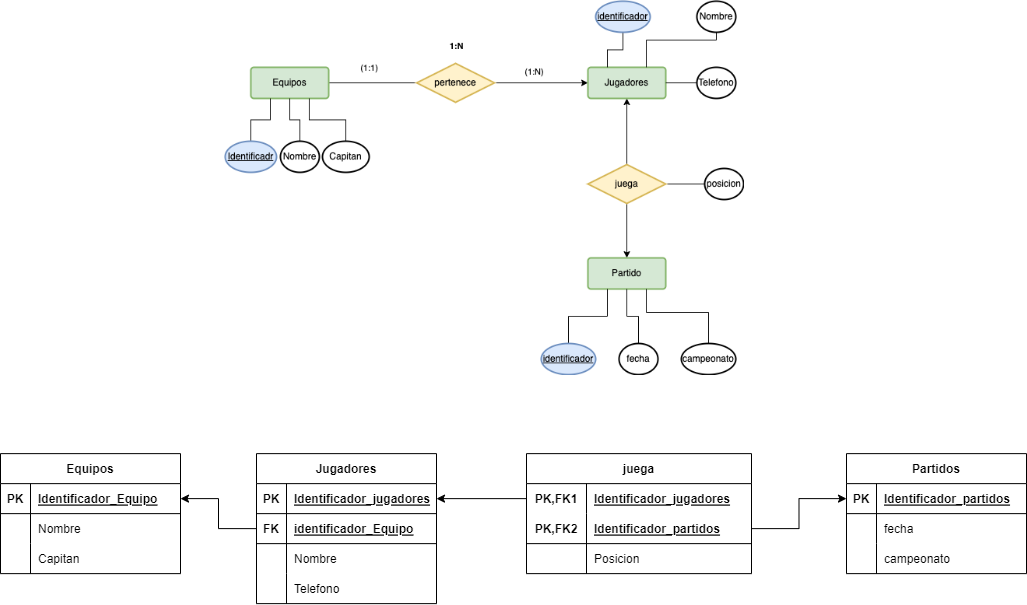 identificador
Nombre
1:N
(1:1)
(1:N)
Equipos
pertenece
Jugadores
Telefono
Identificadr
Nombre
Capitan
juega
posicion
Partido
identificador
fecha
campeonato
Equipos
PK Identificador_Equipo
Nombre
Capitan
Jugadores
PK Identificador_jugadores
FK identificador_Equipo
Nombre
Telefono
juega
PK,FK1 Identificador_jugadores
PK,FK2 Identificador_partidos
Posicion
Partidos
PK Identificador_partidos
fecha
campeonato